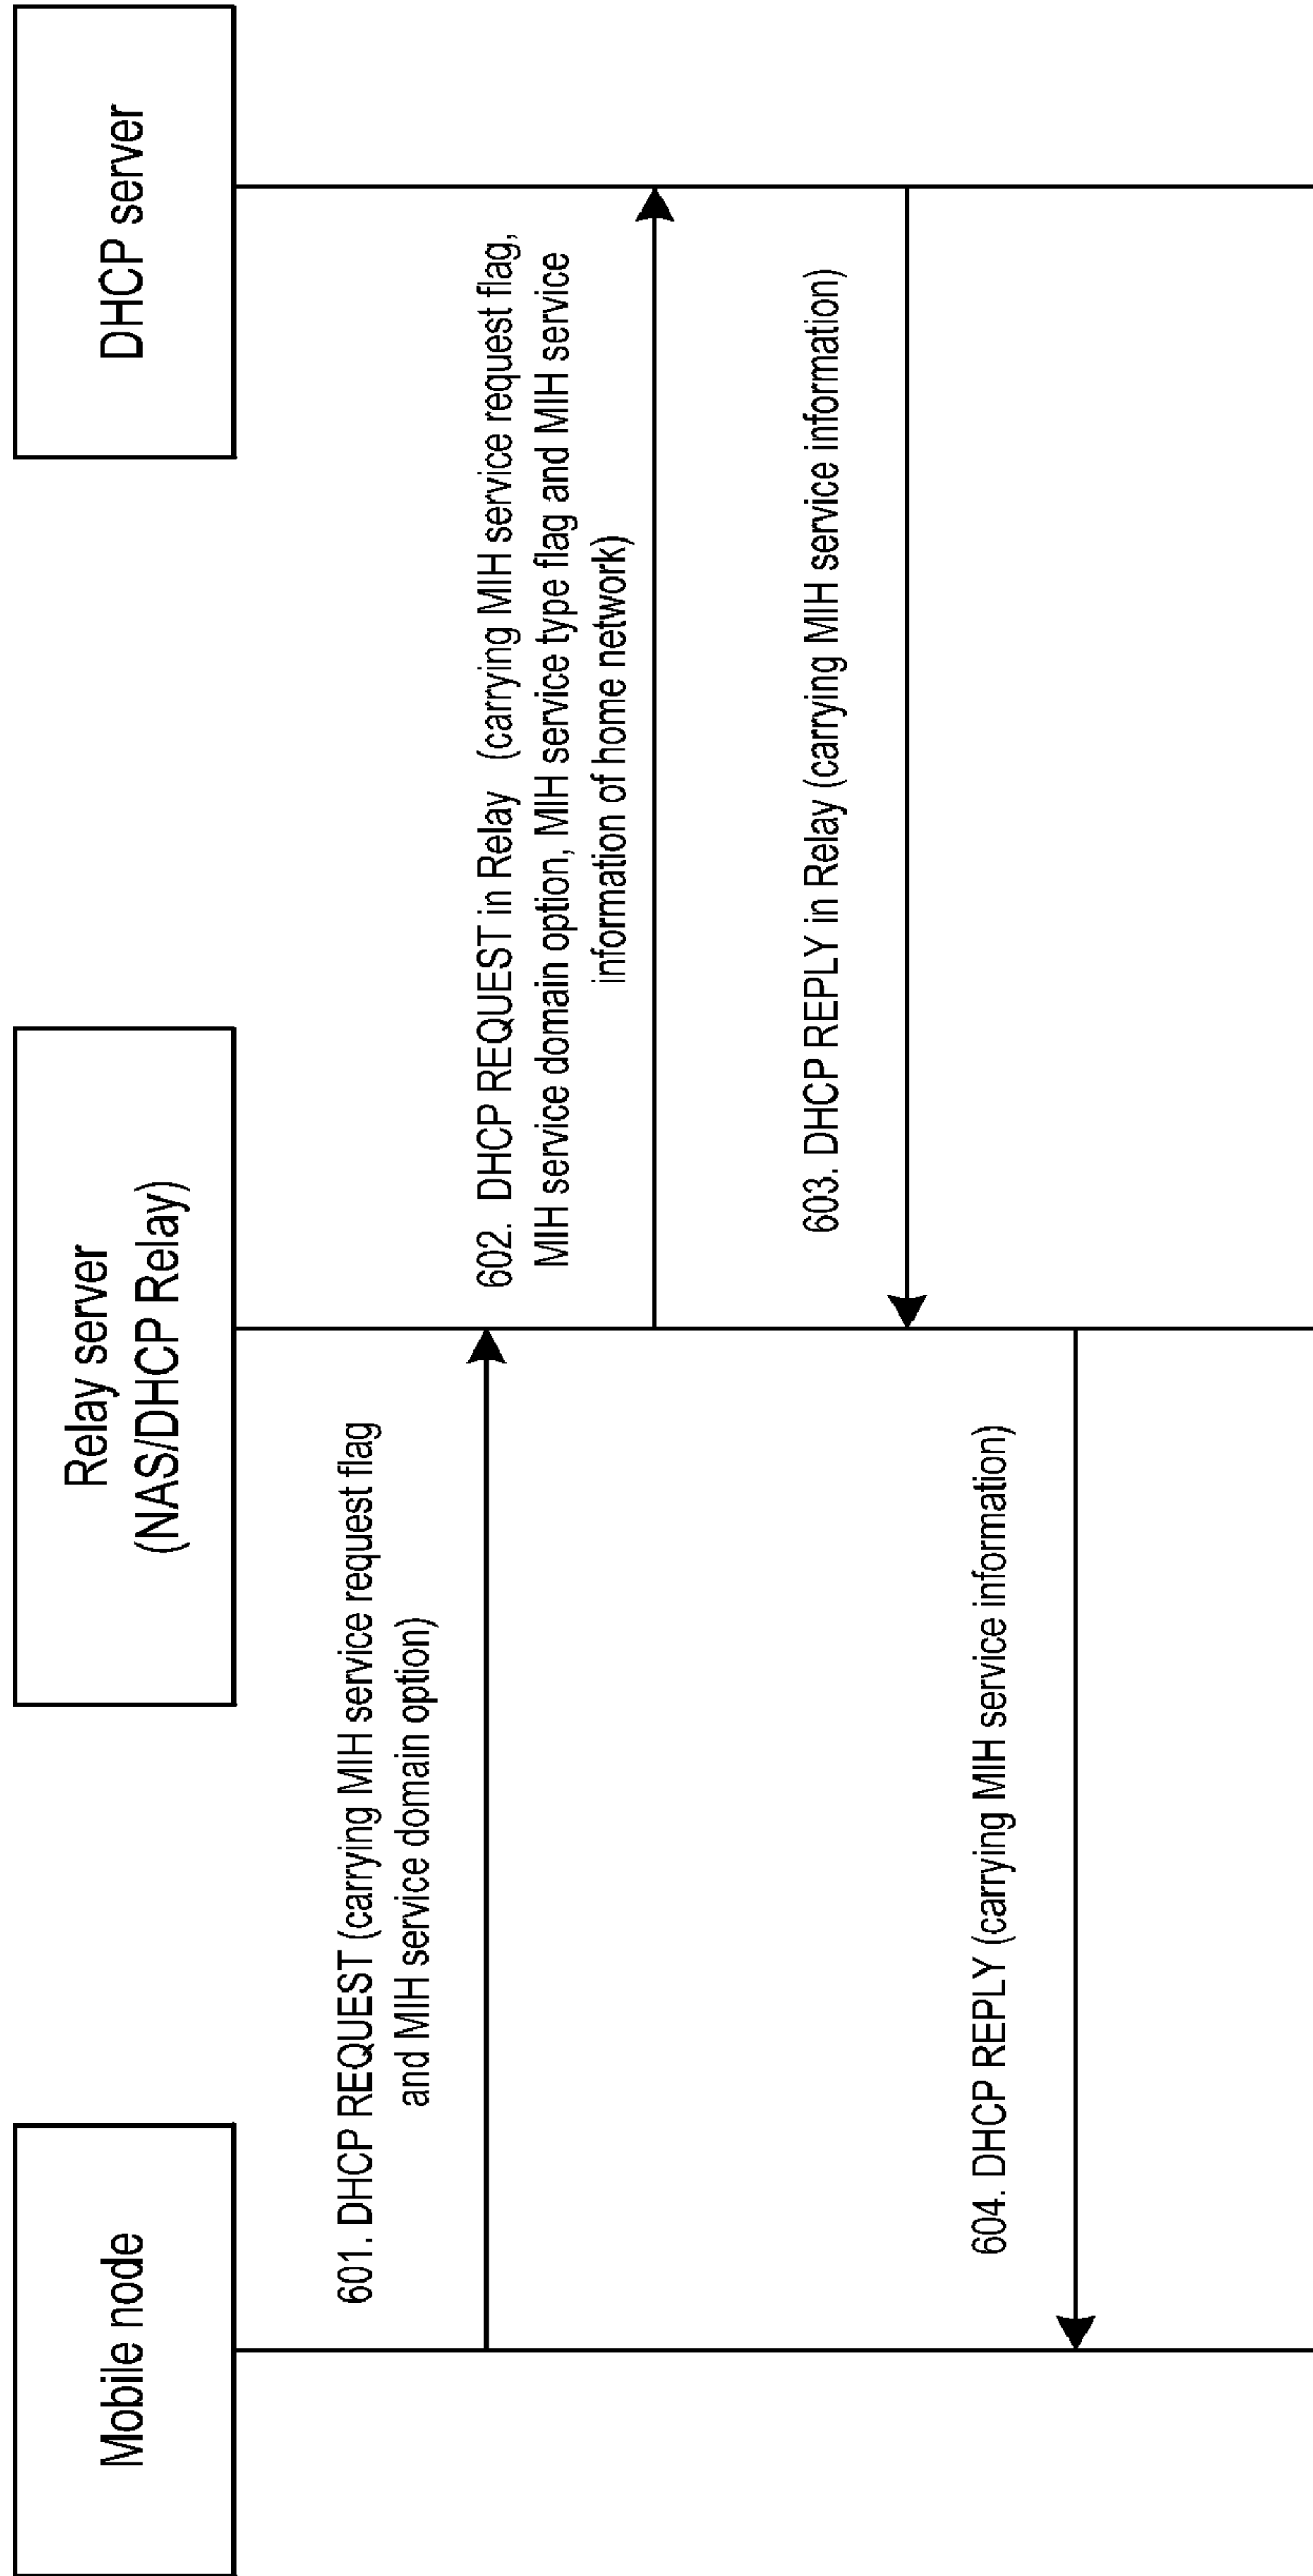 Mobile node
Relay server
(NAS/DHCP Relay)
DHCP server
601. DHCP REQUEST (carrying MIH service request flag
and MIH service domain option)
602. DHCP REQUEST in Relay (carrying MIH service request flag,
MIH service domain option, MIH service type flag and MIH service
information of home network)
603. DHCP REPLY in Relay (carrying MIH service information)
604. DHCP REPLY (carrying MIH service information)